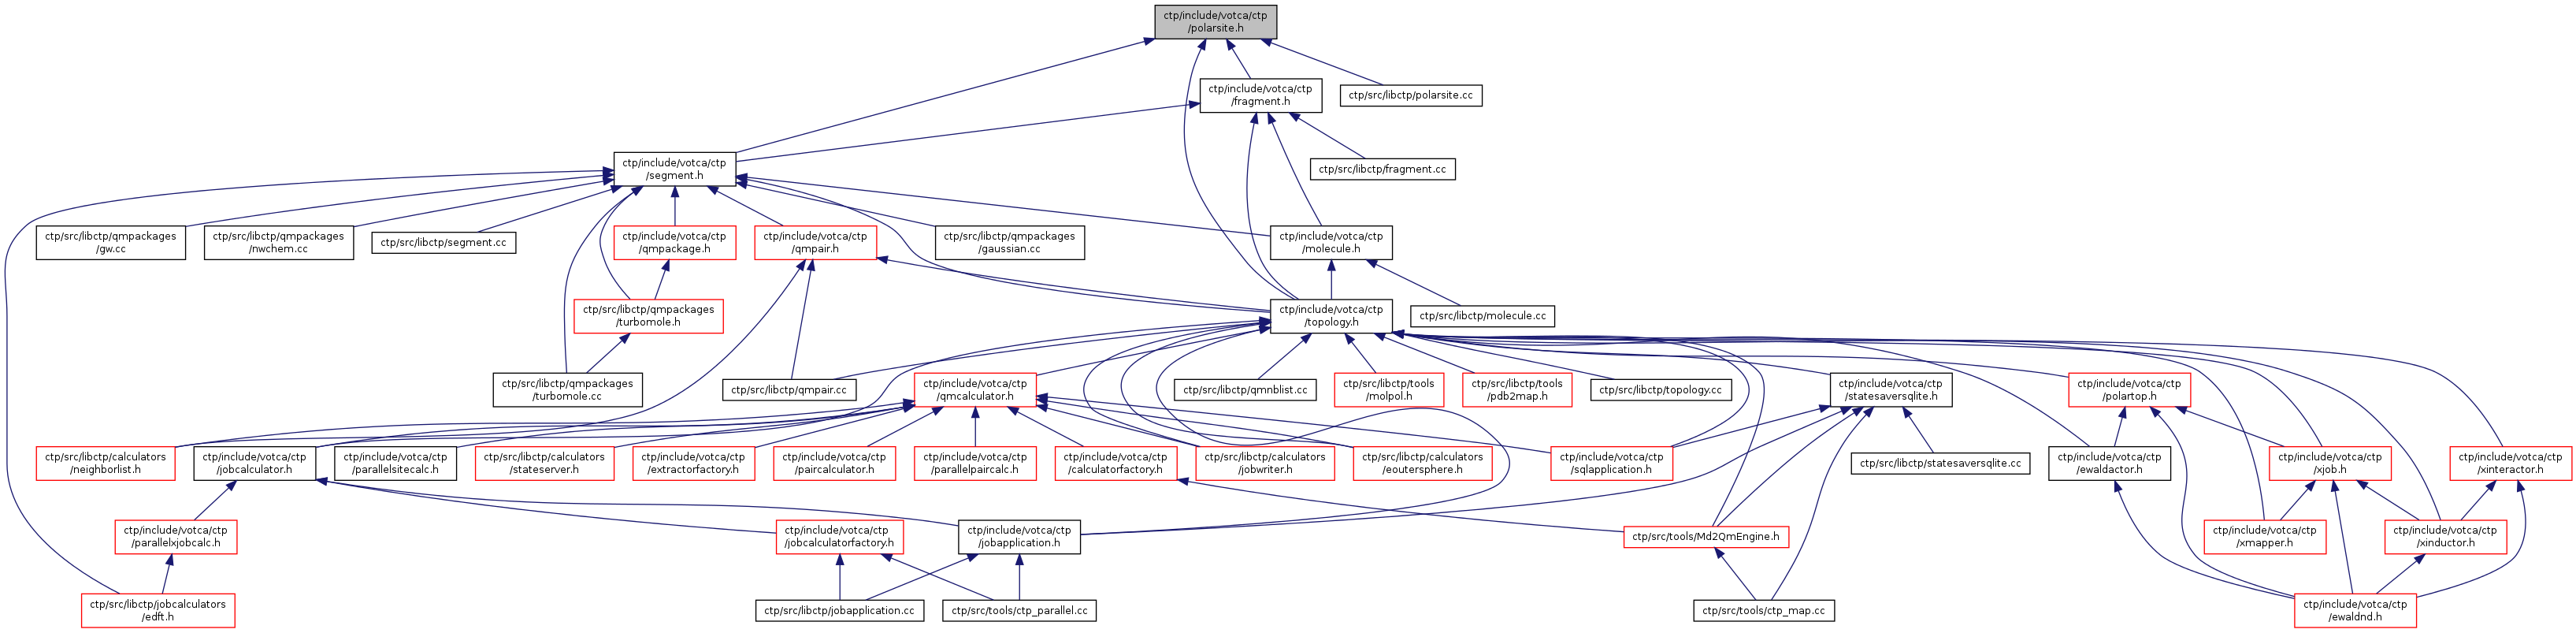 ctp/include/votca/ctp
/polarsite.h
ctp/include/votca/ctp
/fragment.h
ctp/src/libctp/polarsite.cc
ctp/include/votca/ctp
/segment.h
ctp/src/libctp/fragment.cc
ctp/src/libctp/qmpackages
/gw.cc
ctp/src/libctp/qmpackages
/nwchem.cc
ctp/src/libctp/segment.cc
ctp/include/votca/ctp
/qmpackage.h
ctp/include/votca/ctp
/qmpair.h
ctp/src/libctp/qmpackages
/gaussian.cc
ctp/include/votca/ctp
/molecule.h
ctp/src/libctp/qmpackages
/turbomole.h
ctp/include/votca/ctp
/topology.h
ctp/src/libctp/molecule.cc
ctp/src/libctp/qmpackages
/turbomole.cc
ctp/src/libctp/qmpair.cc
ctp/include/votca/ctp
/qmcalculator.h
ctp/src/libctp/qmnblist.cc
ctp/src/libctp/tools
/molpol.h
ctp/src/libctp/tools
/pdb2map.h
ctp/src/libctp/topology.cc
ctp/include/votca/ctp
/statesaversqlite.h
ctp/include/votca/ctp
/polartop.h
ctp/src/libctp/calculators
/neighborlist.h
ctp/include/votca/ctp
/jobcalculator.h
ctp/include/votca/ctp
/parallelsitecalc.h
ctp/src/libctp/calculators
/stateserver.h
ctp/include/votca/ctp
/extractorfactory.h
ctp/include/votca/ctp
/paircalculator.h
ctp/include/votca/ctp
/parallelpaircalc.h
ctp/include/votca/ctp
/calculatorfactory.h
ctp/src/libctp/calculators
/jobwriter.h
ctp/src/libctp/calculators
/eoutersphere.h
ctp/include/votca/ctp
/sqlapplication.h
ctp/src/libctp/statesaversqlite.cc
ctp/include/votca/ctp
/ewaldactor.h
ctp/include/votca/ctp
/xjob.h
ctp/include/votca/ctp
/xinteractor.h
ctp/include/votca/ctp
/parallelxjobcalc.h
ctp/include/votca/ctp
/jobcalculatorfactory.h
ctp/include/votca/ctp
/jobapplication.h
ctp/src/tools/Md2QmEngine.h
ctp/include/votca/ctp
/xmapper.h
ctp/include/votca/ctp
/xinductor.h
ctp/src/libctp/jobcalculators
/edft.h
ctp/src/libctp/jobapplication.cc
ctp/src/tools/ctp_parallel.cc
ctp/src/tools/ctp_map.cc
ctp/include/votca/ctp
/ewaldnd.h